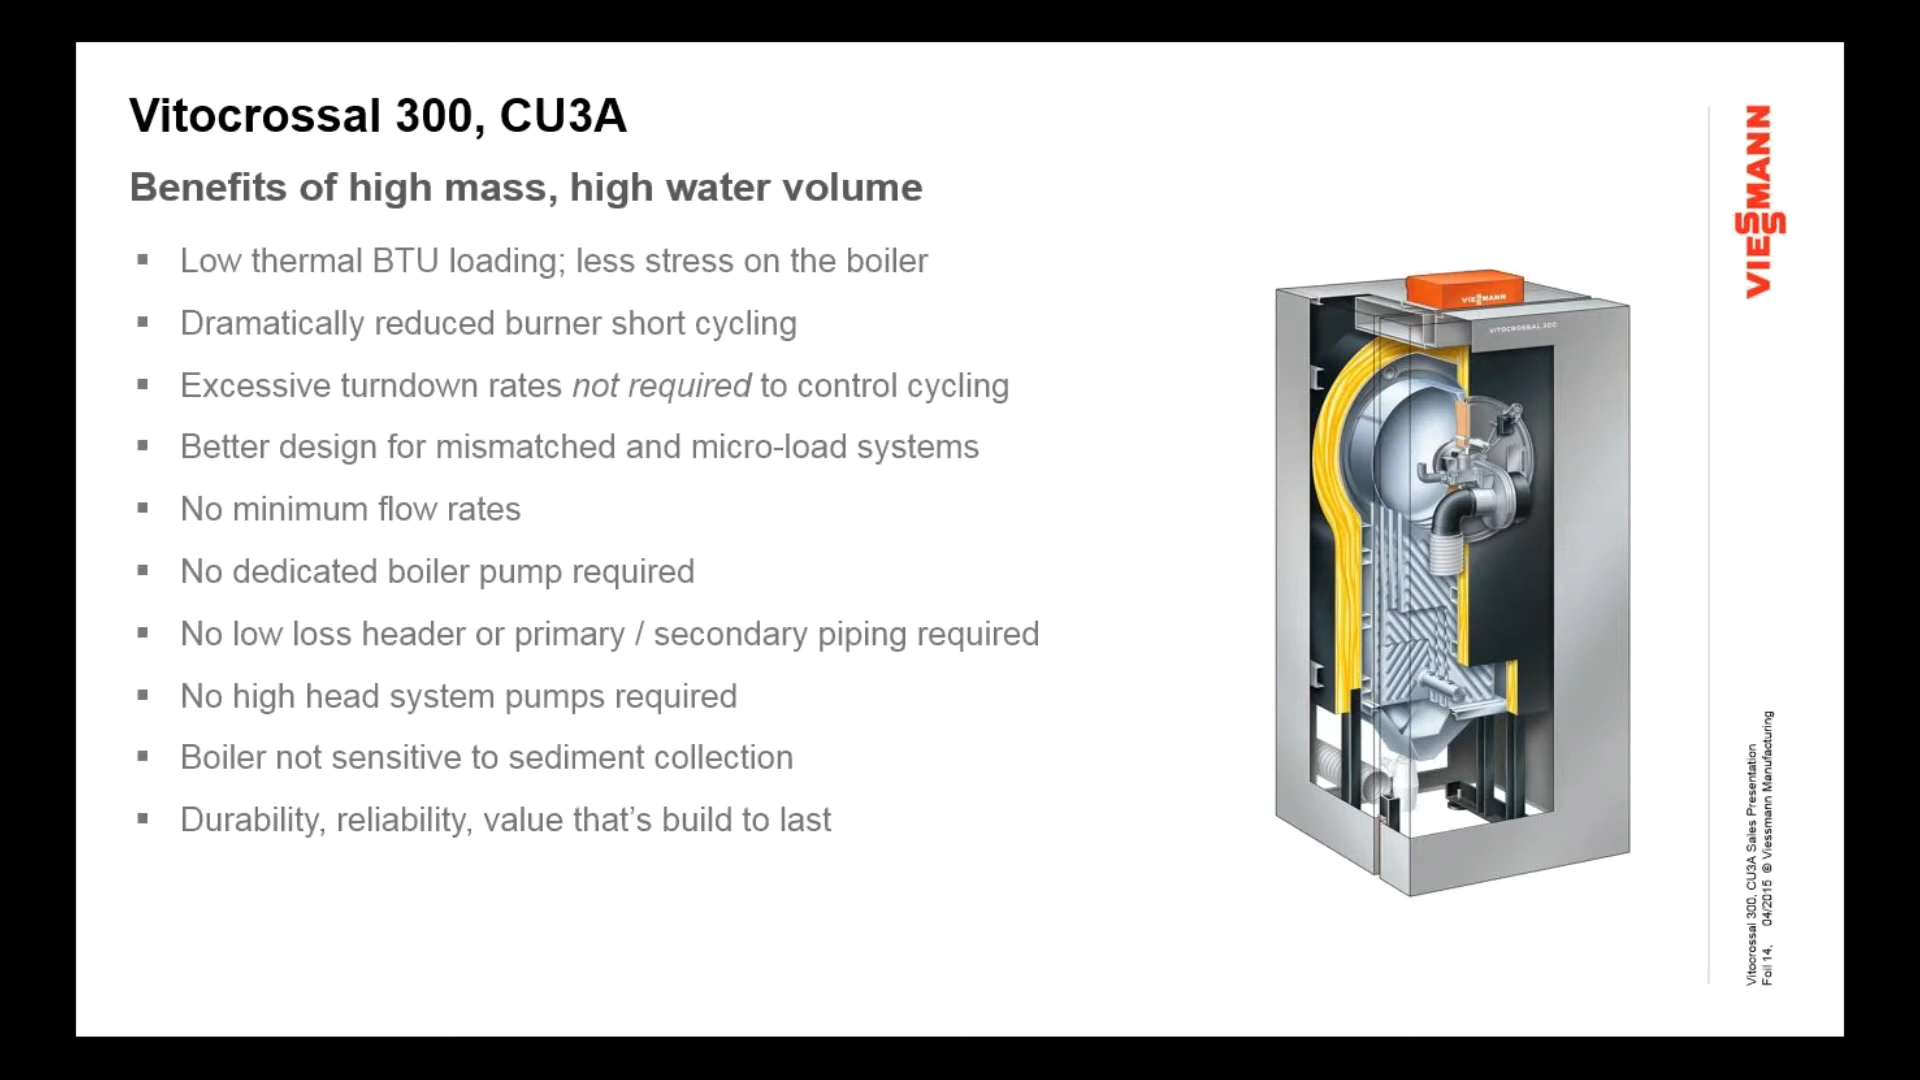 Vitocrossal 300, CU3A
Benefits of high mass, high water volume
▪ Low thermal BTU loading; less stress on the boiler
▪ Dramatically reduced burner short cycling
▪ Excessive turndown rates not required to control cycling
▪ Better design for mismatched and micro-load systems
▪ No minimum flow rates
▪ No dedicated boiler pump required
▪ No low loss header or primary / secondary piping required
▪ No high head system pumps required
▪ Boiler not sensitive to sediment collection
▪ Durability, reliability, value that’s build to last
VIESSMANN
VITOCROSSAL 300
VIESSMANN
Vitocrossal 300, CU3A Sales Presentation
Foil 14, 04/2015 © Viessmann Manufacturing